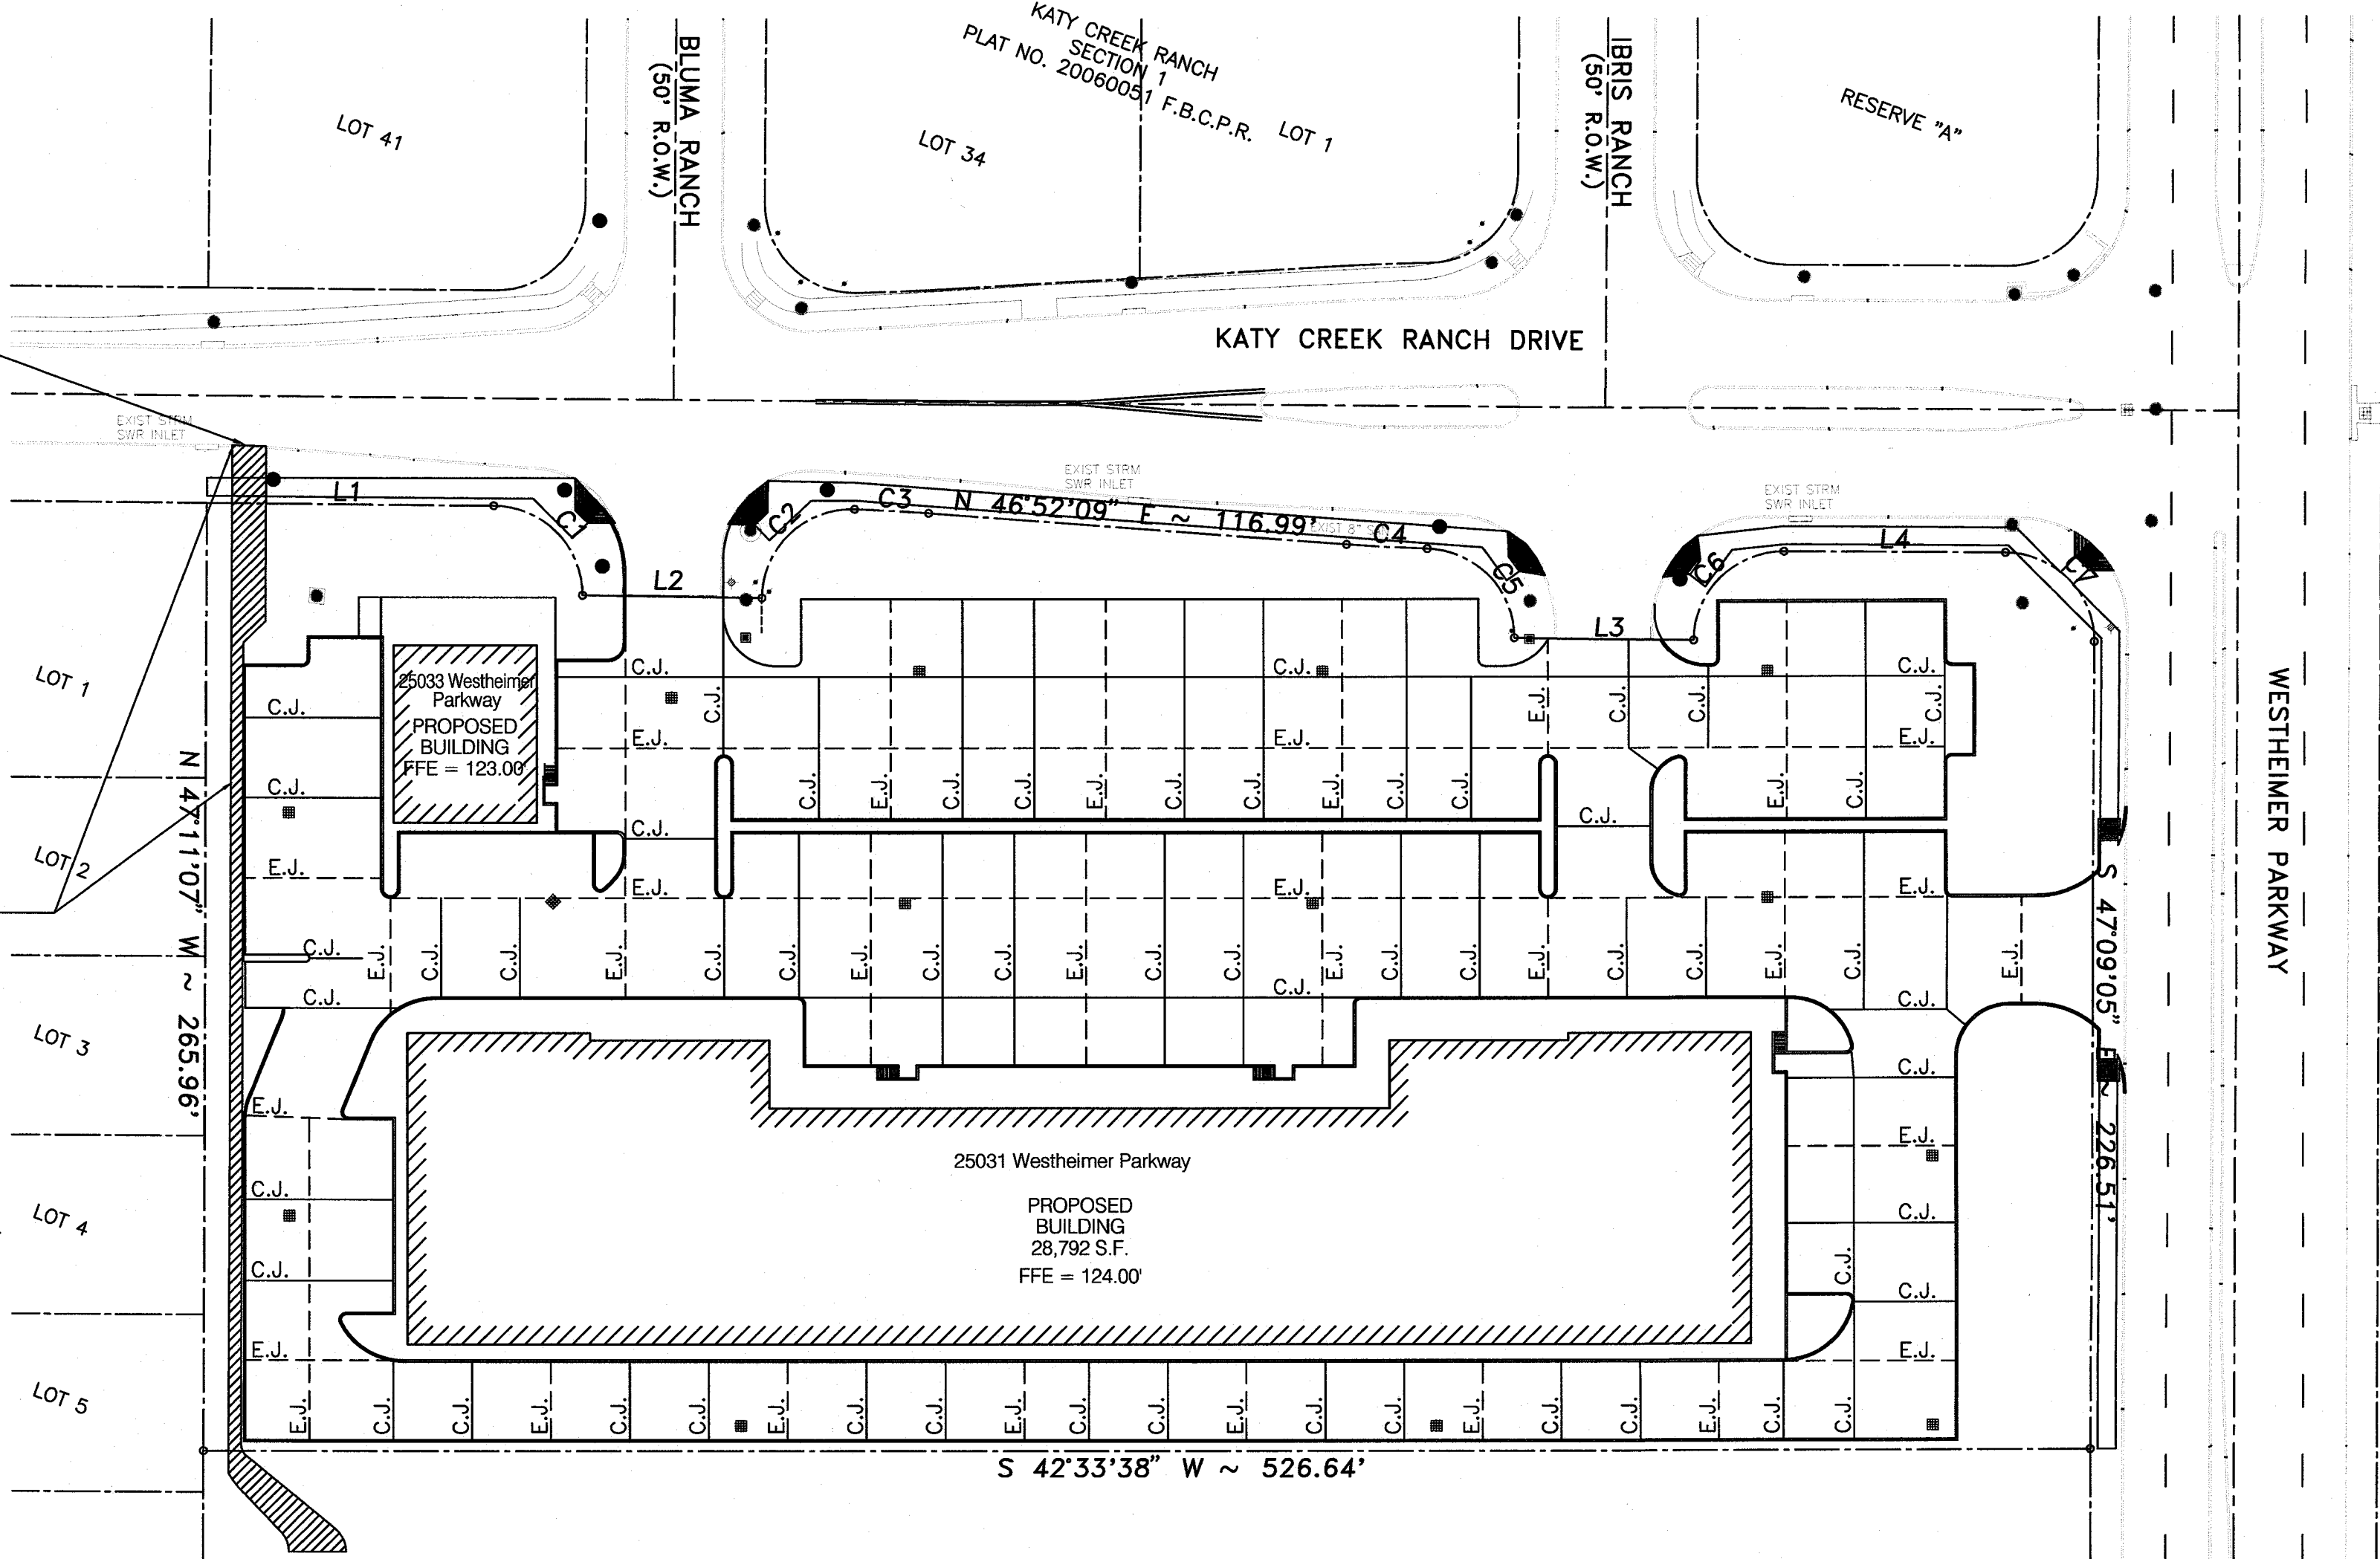 KATY CREEK RANCH
SECTION 1
PLAT NO. 20060051 F.B.C.P.R.
LOT 41
BLUMA RANCH
(50' R.O.W.)
LOT 34
LOT 1
IBRIS RANCH
(50' R.O.W.)
RESERVE "A"
KATY CREEK RANCH DRIVE
EXIST STRM
SWR INLET
EXIST STRM
SWR INLET
EXIST STRM
SWR INLET
L1
C1
C2
C3
N 46°52'09" E ~ 116.99'
EXIST 8"
C4
C5
C6
L4
C7
L2
L3
LOT 1
LOT 2
LOT 3
LOT 4
LOT 5
N 47°11'07" W ~ 265.96'
25033 Westheimer
Parkway
PROPOSED
BUILDING
FFE = 123.00'
C.J. C.J. C.J.
C.J. C.J. E.J. C.J. C.J. C.J.
C.J. E.J. E.J. E.J.
C.J.
C.J. E.J. C.J. C.J. E.J. C.J. C.J. E.J. C.J. C.J. E.J. C.J.
C.J. C.J.
E.J. E.J. E.J. E.J.
C.J. E.J. C.J. C.J. E.J. C.J. C.J. E.J. C.J. C.J. E.J. C.J. C.J. E.J. C.J. C.J. E.J. C.J. C.J. E.J. C.J. E.J.
C.J. C.J. C.J.
C.J.
E.J.
E.J.
C.J.
C.J.
C.J.
C.J.
C.J.
E.J.
E.J.
25031 Westheimer Parkway
PROPOSED
BUILDING
28,792 S.F.
FFE = 124.00'
E.J. C.J. C.J. E.J. C.J. C.J. E.J. C.J. C.J. E.J. C.J. C.J. E.J. C.J. C.J. E.J. C.J. C.J. E.J. C.J. C.J.
S 42°33'38" W ~ 526.64'
S 47°09'05" E ~ 226.51'
WESTHEIMER PARKWAY